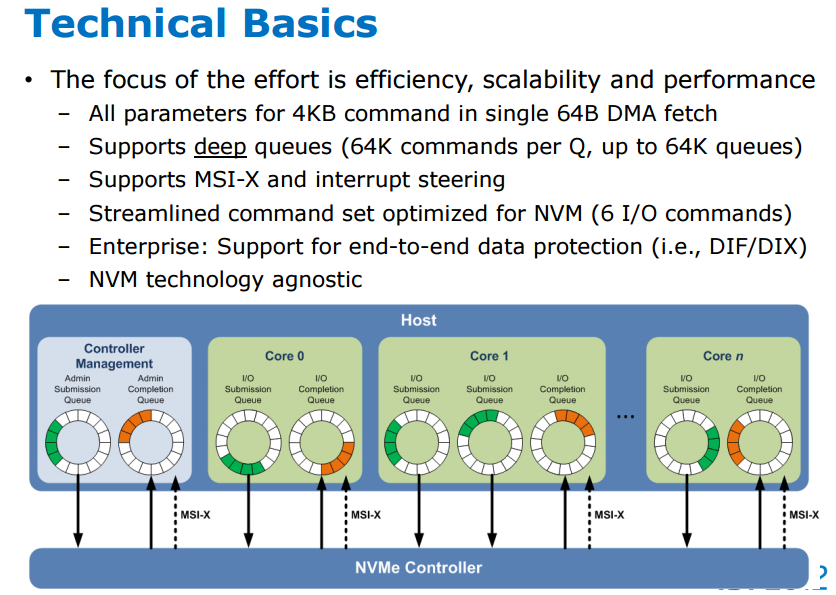 Technical Basics
• The focus of the effort is efficiency, scalability and performance
– All parameters for 4KB command in single 64B DMA fetch
– Supports deep queues (64K commands per Q, up to 64K queues)
– Supports MSI-X and interrupt steering
– Streamlined command set optimized for NVM (6 I/O commands)
– Enterprise: Support for end-to-end data protection (i.e., DIF/DIX)
– NVM technology agnostic
Host
Controller
Management
Admin
Submission
Queue
Admin
Completion
Queue
Core 0
I/O
Submission
Queue
I/O
Completion
Queue
Core 1
I/O
Submission
Queue
I/O
Submission
Queue
I/O
Completion
Queue
...
Core n
I/O
Submission
Queue
I/O
Completion
Queue
MSI-X
MSI-X
MSI-X
MSI-X
NVMe Controller